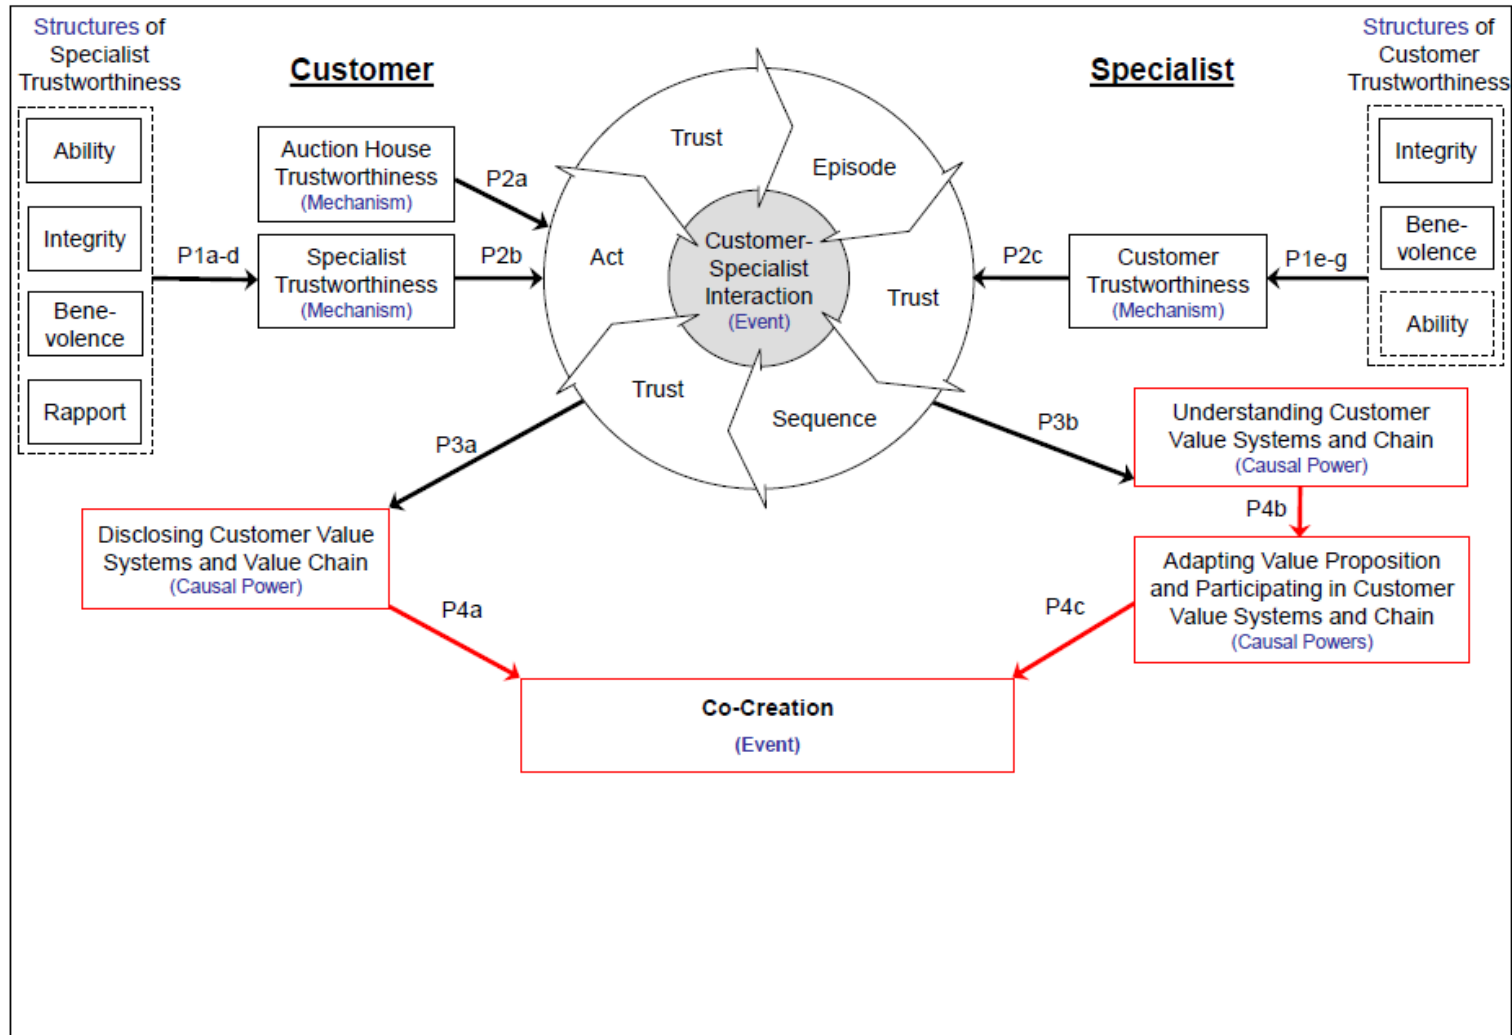 Structures of
Specialist
Trustworthiness
Ability
Integrity
Bene-
volence
Rapport
P1a-d
Customer
Auction House
Trustworthiness
(Mechanism)
P2a
Specialist
Trustworthiness
(Mechanism)
P2b
Trust
Episode
Act
Trust
Trust
Sequence
Customer-
Specialist
Interaction
(Event)
Specialist
P2c
Customer
Trustworthiness
(Mechanism)
P1e-g
Structures of
Customer
Trustworthiness
Integrity
Bene-
volence
Ability
P3a
P3b
Disclosing Customer Value
Systems and Value Chain
(Causal Power)
Understanding Customer
Value Systems and Chain
(Causal Power)
P4b
Adapting Value Proposition
and Participating in Customer
Value Systems and Chain
(Causal Powers)
P4a
P4c
Co-Creation
(Event)